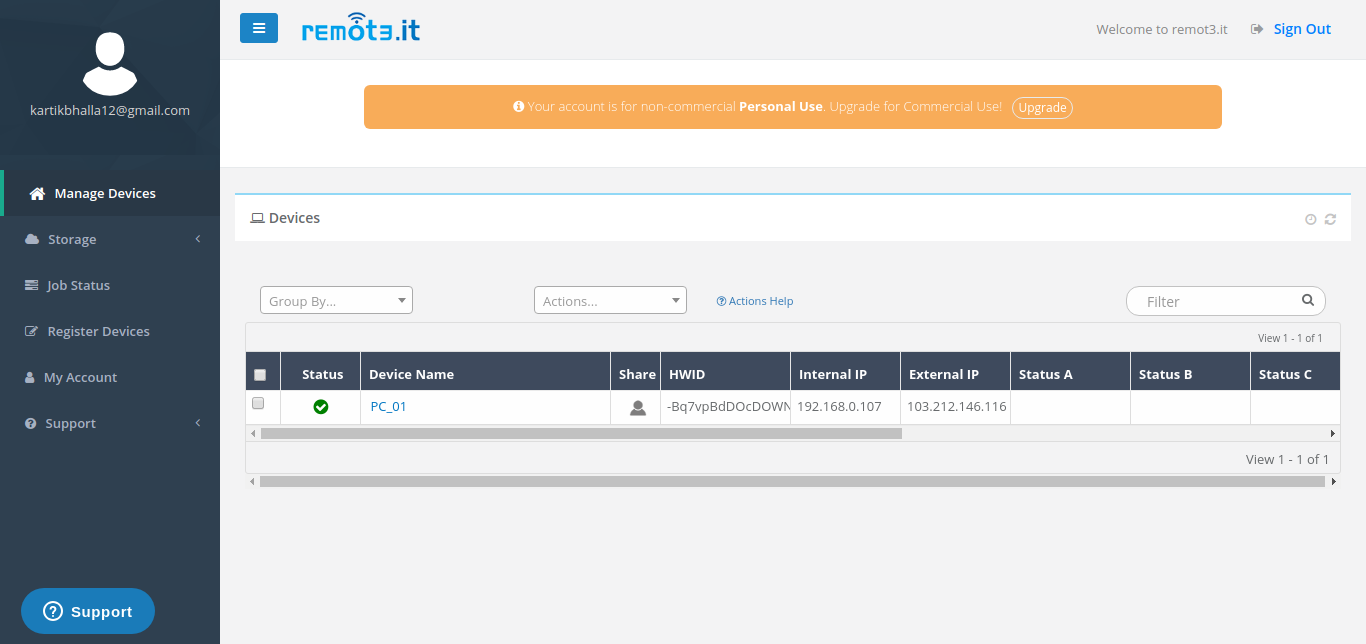 remot3.it
Welcome to remot3.it
Sign Out
kartikbhalla12@gmail.com
Your account is for non-commercial Personal Use. Upgrade for Commercial Use! Upgrade
Manage Devices
Storage
Job Status
Register Devices
My Account
Support
Support
Devices
Group By...
Actions...
Actions Help
Filter
View 1 - 1 of 1
Status Device Name Share HWID Internal IP External IP Status A Status B Status C
PC_01 -Bq7vpBdDOcDOWN 192.168.0.107 103.212.146.116
View 1 - 1 of 1